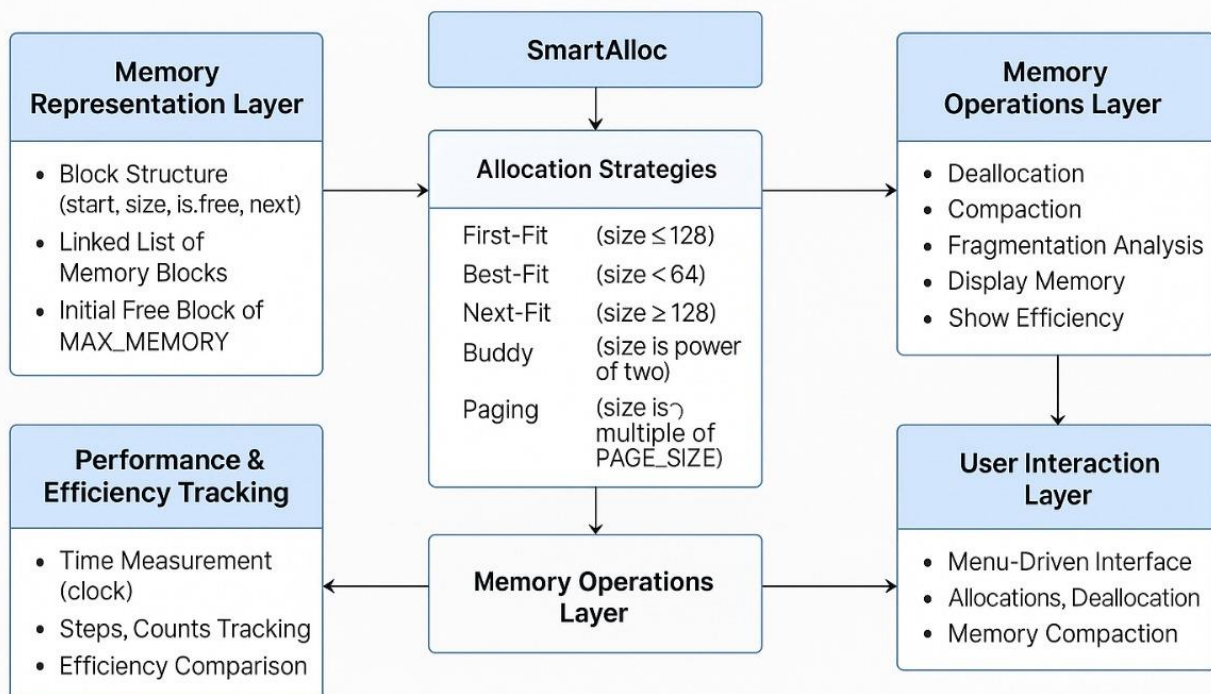 Memory
Representation Layer
• Block Structure
(start, size, is.free, next)
• Linked List of
Memory Blocks
• Initial Free Block of
MAX_MEMORY
SmartAlloc
Allocation Strategies
First-Fit (size ≤ 128)
Best-Fit (size < 64)
Next-Fit (size ≥ 128)
Buddy (size is power
of two)
Paging (size is
multiple of
PAGE_SIZE)
Memory
Operations Layer
• Deallocation
• Compaction
• Fragmentation Analysis
• Display Memory
• Show Efficiency
Performance &
Efficiency Tracking
• Time Measurement
(clock)
• Steps, Counts Tracking
• Efficiency Comparison
Memory Operations
Layer
User Interaction
Layer
• Menu-Driven Interface
• Allocations, Deallocation
• Memory Compaction